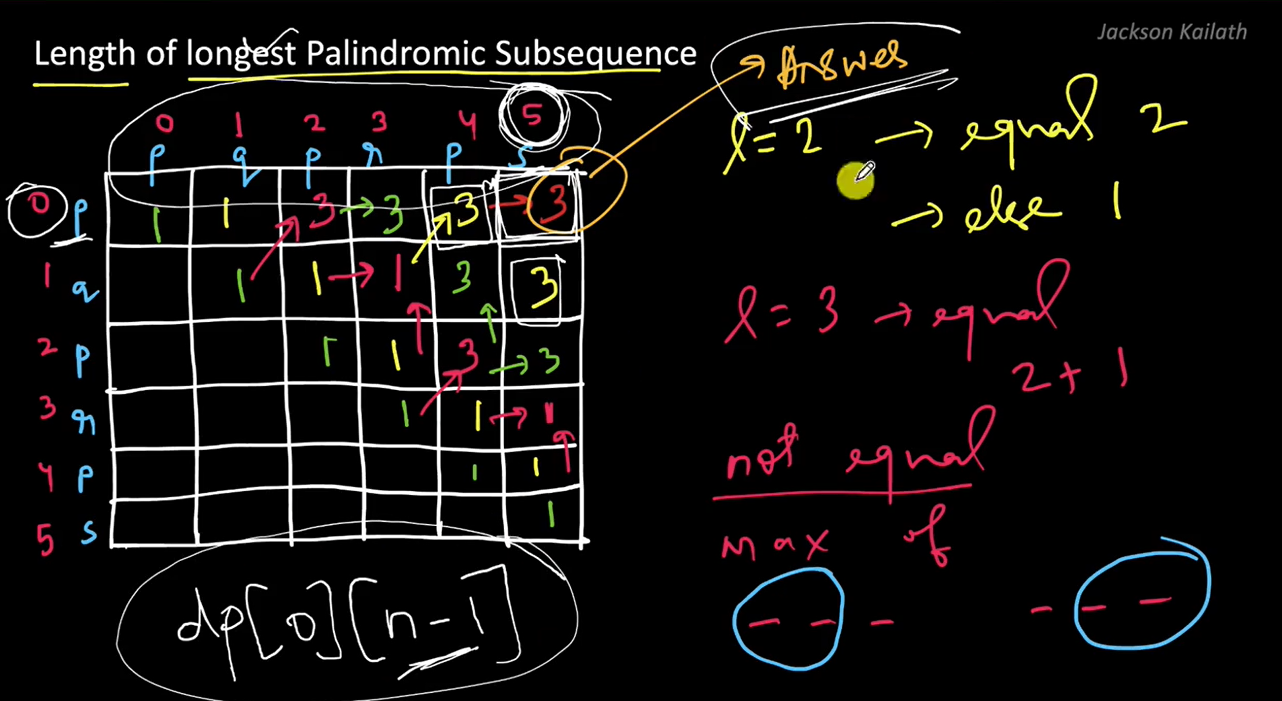 Jackson Kailath
Length of longest Palindromic Subsequence
→ Answer
0 1 2 3 4 5
p q p r p s
0 p 1 1 3 → 3 3 → 3
1 q 1 1 → 1 3 3
2 p 1 1 3 → 3
3 r 1 1 → 1
4 p 1 1
5 s 1
dp[0][n-1]
l = 2 → equal 2
→ else 1
l = 3 → equal
2 + 1
not equal
max of
_ _ _ _ _ _